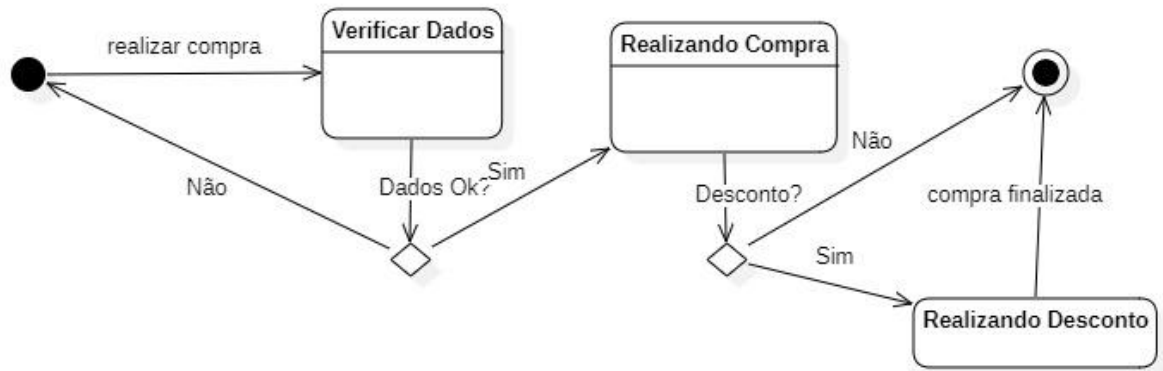 realizar compra
Verificar Dados
Realizando Compra
Não
Dados Ok?
Sim
Desconto?
Não
Sim
compra finalizada
Realizando Desconto